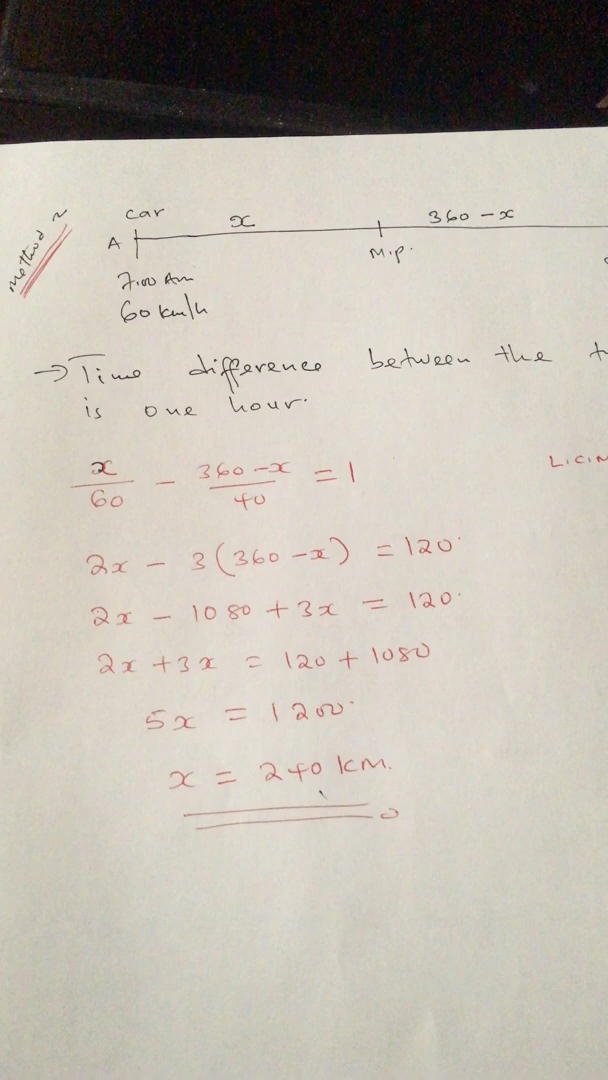 Method 2
car
x
360 - x
A
M.p.
7.00 Am
60 km/h
→ Time difference between the
is one hour.
x/60 - 360 - x/40 = 1
2x - 3(360 - x) = 120
2x - 1080 + 3x = 120
2x + 3x = 120 + 1080
5x = 1200
x = 240 KM.